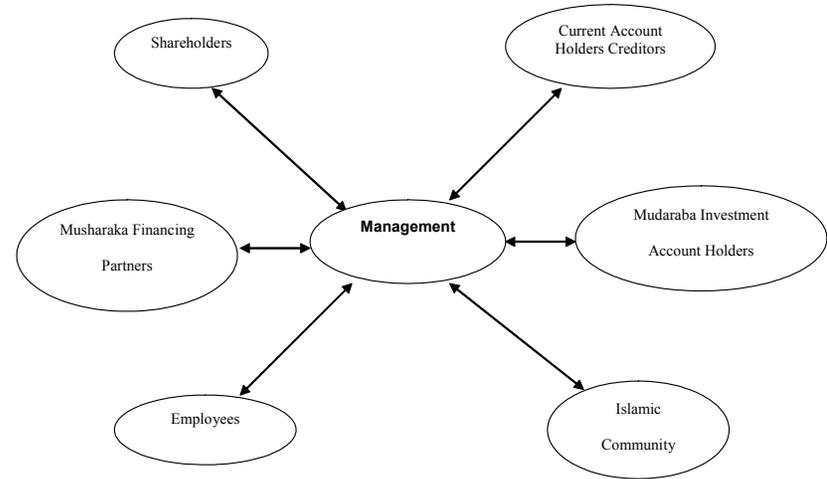 Shareholders
Current Account
Holders Creditors
Musharaka Financing
Partners
Management
Mudaraba Investment
Account Holders
Employees
Islamic
Community